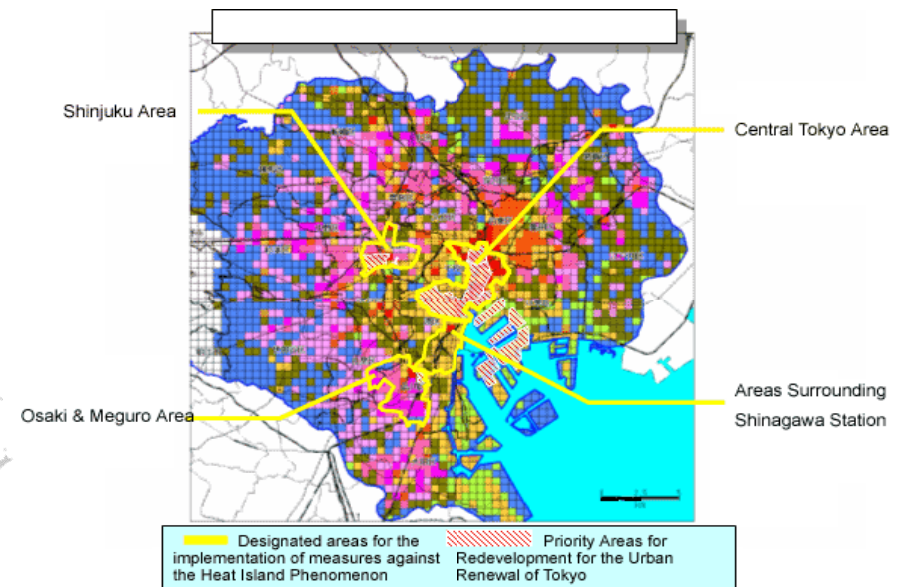 Shinjuku Area
Central Tokyo Area
Areas Surrounding
Shinagawa Station
Osaki & Meguro Area
Designated areas for the
implementation of measures against
the Heat Island Phenomenon
Priority Areas for
Redevelopment for the Urban
Renewal of Tokyo